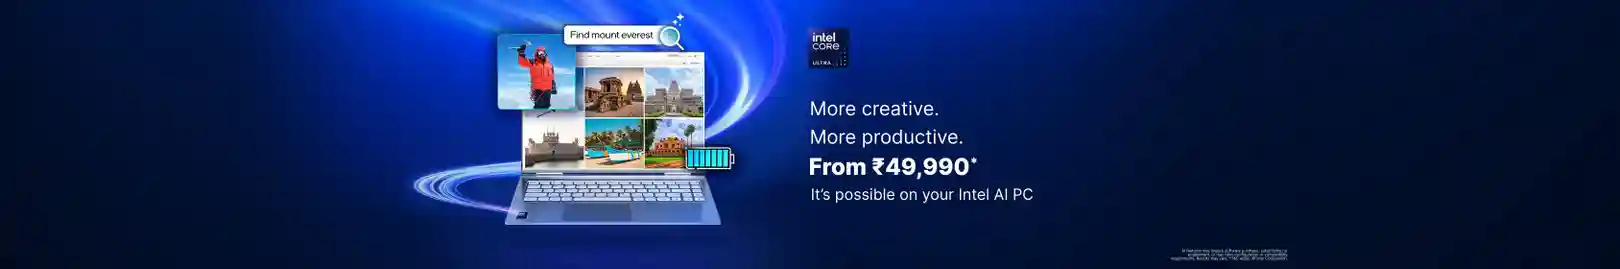 Find mount everest
intel
CORE
ULTRA
More creative.
More productive.
From ₹49,990*
It's possible on your Intel AI PC